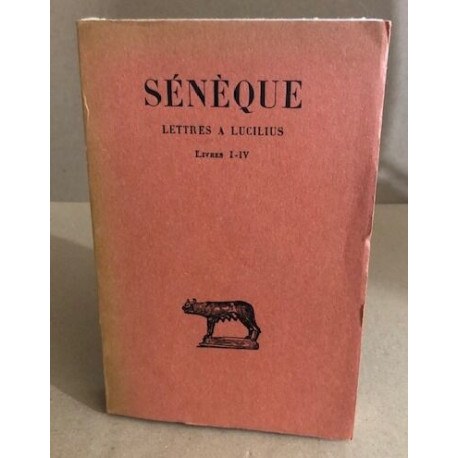 SÉNÈQUE
LETTRES A LUCILIUS
LIVRES I-IV